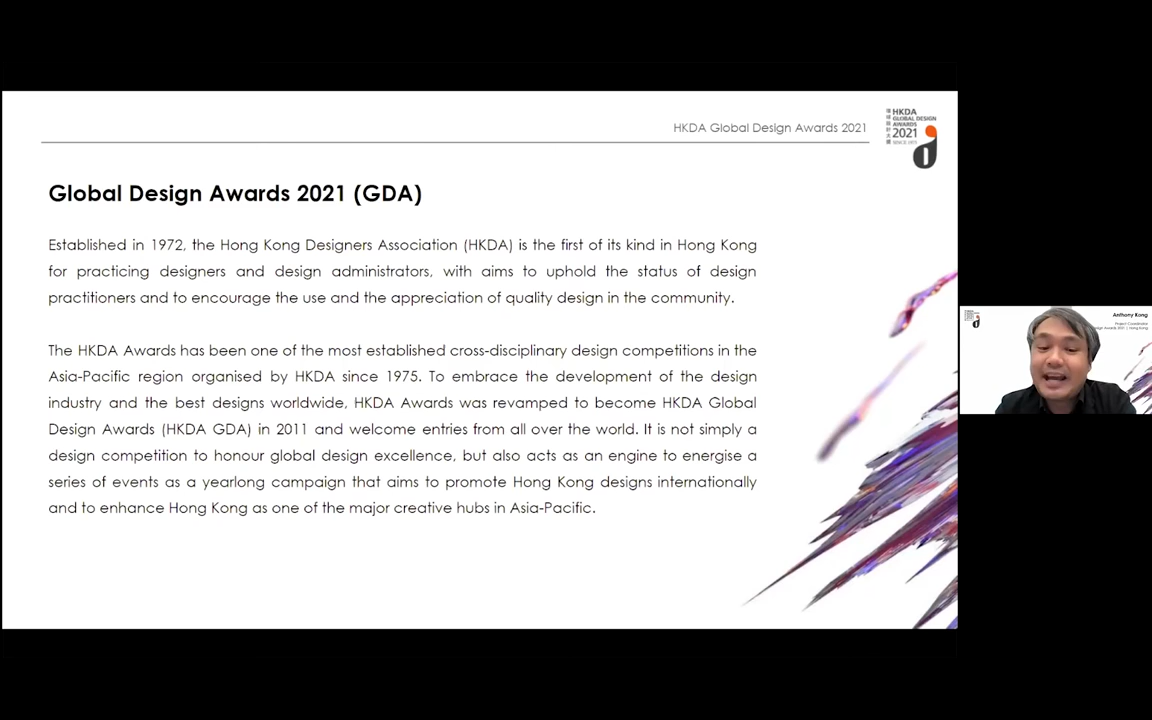 HKDA Global Design Awards 2021
HKDA
GLOBAL DESIGN
AWARDS
2021
SINCE 1975
Global Design Awards 2021 (GDA)
Established in 1972, the Hong Kong Designers Association (HKDA) is the first of its kind in Hong Kong
for practicing designers and design administrators, with aims to uphold the status of design
practitioners and to encourage the use and the appreciation of quality design in the community.
The HKDA Awards has been one of the most established cross-disciplinary design competitions in the
Asia-Pacific region organised by HKDA since 1975. To embrace the development of the design
industry and the best designs worldwide, HKDA Awards was revamped to become HKDA Global
Design Awards (HKDA GDA) in 2011 and welcome entries from all over the world. It is not simply a
design competition to honour global design excellence, but also acts as an engine to energise a
series of events as a yearlong campaign that aims to promote Hong Kong designs internationally
and to enhance Hong Kong as one of the major creative hubs in Asia-Pacific.
Anthony Kong
Project Coordinator
Design Awards 2021 | Hong Kong